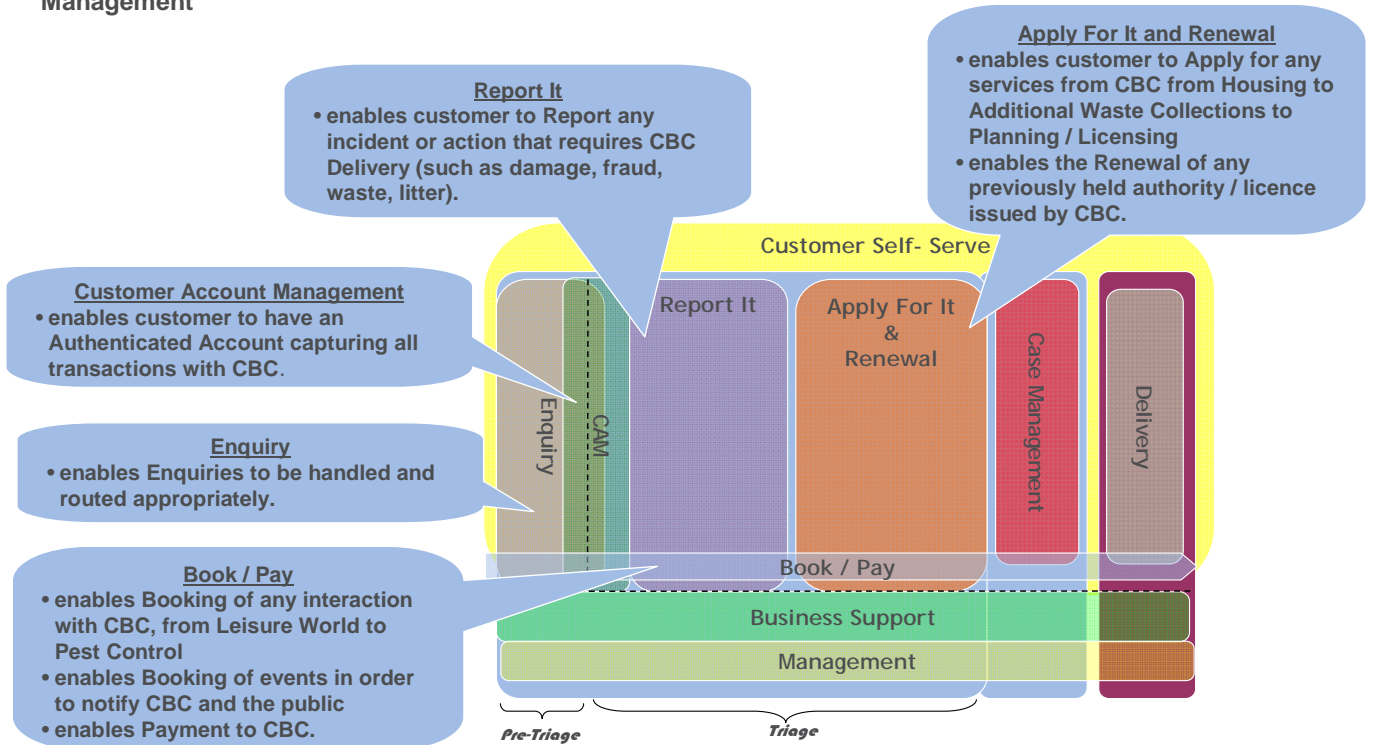 Management
Apply For It and Renewal
• enables customer to Apply for any
services from CBC from Housing to
Additional Waste Collections to
Planning / Licensing
• enables the Renewal of any
previously held authority / licence
issued by CBC.
Report It
• enables customer to Report any
incident or action that requires CBC
Delivery (such as damage, fraud,
waste, litter).
Customer Self- Serve
Customer Account Management
• enables customer to have an
Authenticated Account capturing all
transactions with CBC.
Enquiry
• enables Enquiries to be handled and
routed appropriately.
Book / Pay
• enables Booking of any interaction
with CBC, from Leisure World to
Pest Control
• enables Booking of events in order
to notify CBC and the public
• enables Payment to CBC.
Enquiry
CAM
Report It
Apply For It
&
Renewal
Case Management
Delivery
Book / Pay
Business Support
Management
Pre-Triage
Triage